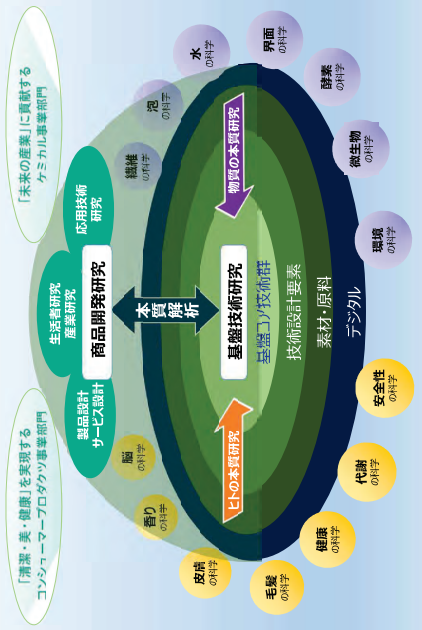 「清潔・美・健康」を実現する
コンシューマープロダクツ事業部門
「未来の産業」に貢献する
ケミカル事業部門
生活者研究
産業研究
製品設計
サービス設計
応用技術
研究
商品開発研究
本質
解析
基盤技術研究
ヒトの本質研究
物質の本質研究
基盤コア技術群
技術設計要素
素材・原料
デジタル
脳
の科学
香り
の科学
皮膚
の科学
毛髪
の科学
健康
の科学
代謝
の科学
安全性
の科学
環境
の科学
微生物
の科学
酵素
の科学
界面
の科学
水
の科学
泡
の科学
繊維
の科学